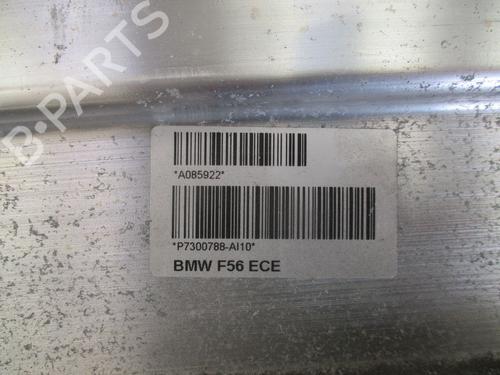 B-PARTS
*A085922*
*P7300788-AI10*
BMW F56 ECE